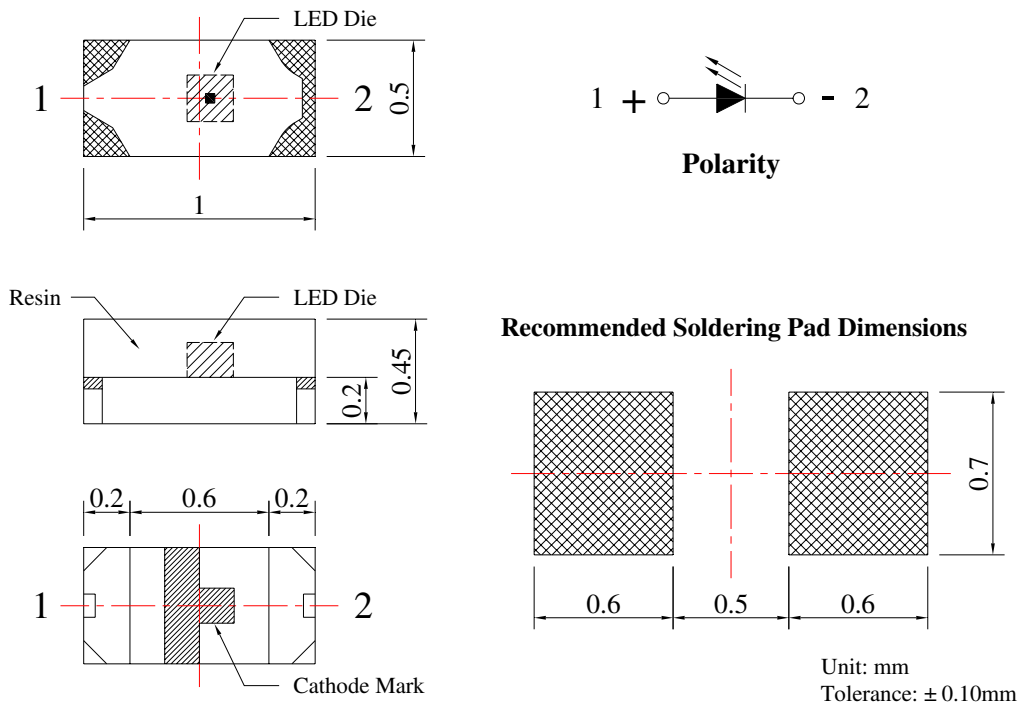 LED Die
1
2
0.5
1
1 + - 2
Polarity
Resin
LED Die
0.2
0.45
Recommended Soldering Pad Dimensions
0.7
0.6
0.5
0.6
0.2
0.6
0.2
1
2
Cathode Mark
Unit: mm
Tolerance: ± 0.10mm